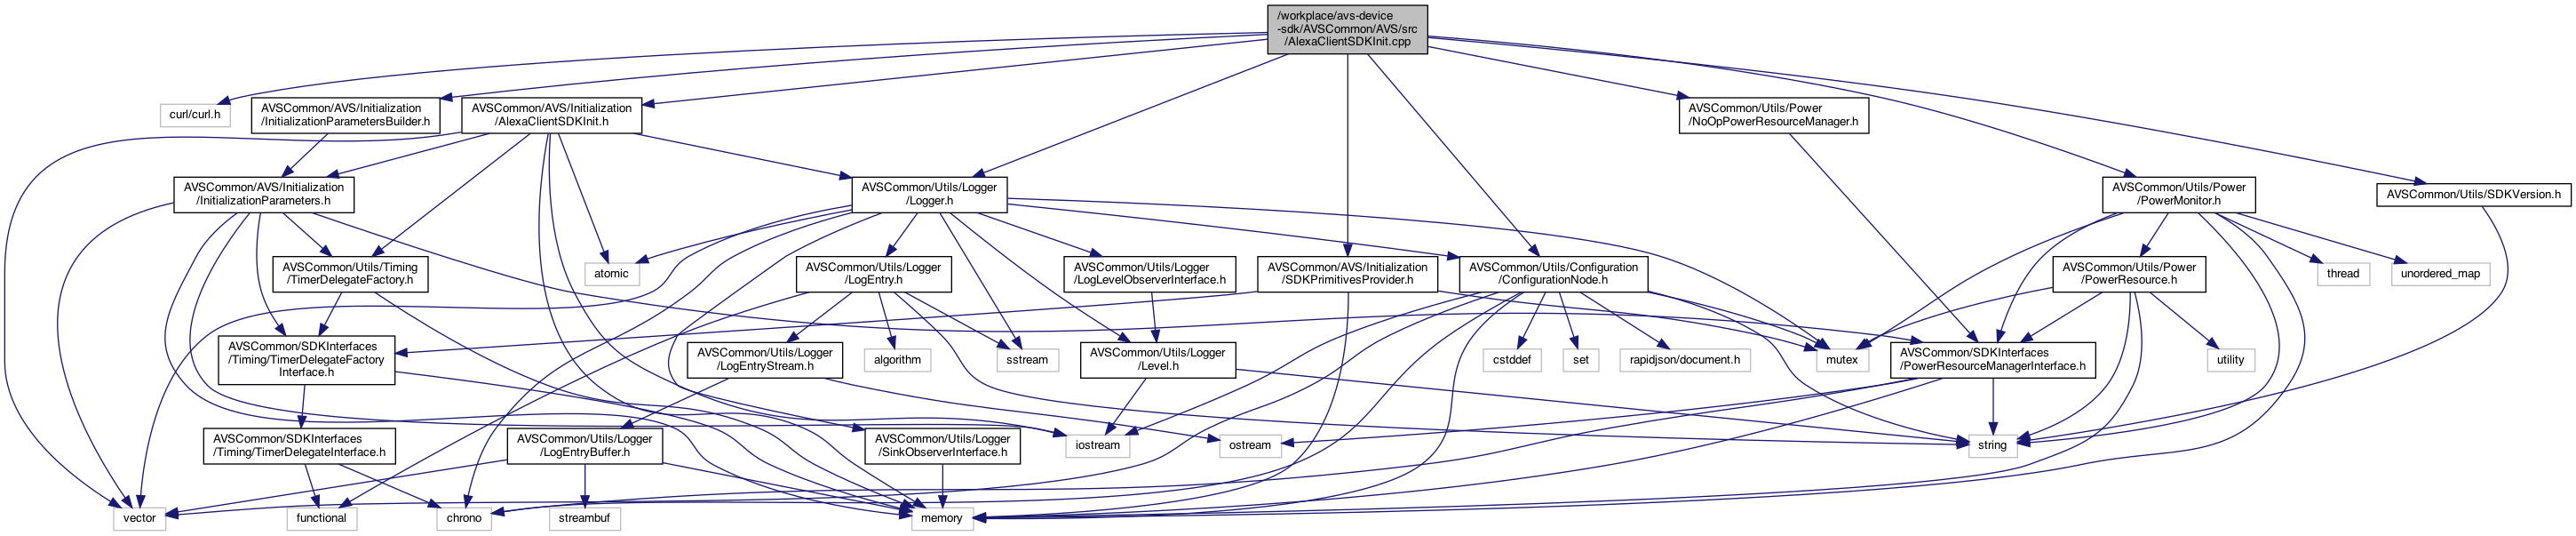 /workplace/avs-device
-sdk/AVSCommon/AVS/src
/AlexaClientSDKInit.cpp
curl/curl.h
AVSCommon/AVS/Initialization
/InitializationParametersBuilder.h
AVSCommon/AVS/Initialization
/AlexaClientSDKInit.h
AVSCommon/Utils/Power
/NoOpPowerResourceManager.h
AVSCommon/AVS/Initialization
/InitializationParameters.h
AVSCommon/Utils/Logger
/Logger.h
AVSCommon/Utils/Power
/PowerMonitor.h
AVSCommon/Utils/SDKVersion.h
AVSCommon/Utils/Timing
/TimerDelegateFactory.h
atomic
AVSCommon/Utils/Logger
/LogEntry.h
AVSCommon/Utils/Logger
/LogLevelObserverInterface.h
AVSCommon/AVS/Initialization
/SDKPrimitivesProvider.h
AVSCommon/Utils/Configuration
/ConfigurationNode.h
AVSCommon/Utils/Power
/PowerResource.h
thread
unordered_map
AVSCommon/SDKInterfaces
/Timing/TimerDelegateFactory
Interface.h
AVSCommon/Utils/Logger
/LogEntryStream.h
algorithm
sstream
AVSCommon/Utils/Logger
/Level.h
cstddef
set
rapidjson/document.h
mutex
AVSCommon/SDKInterfaces
/PowerResourceManagerInterface.h
utility
AVSCommon/SDKInterfaces
/Timing/TimerDelegateInterface.h
AVSCommon/Utils/Logger
/LogEntryBuffer.h
AVSCommon/Utils/Logger
/SinkObserverInterface.h
iostream
ostream
string
vector
functional
chrono
streambuf
memory